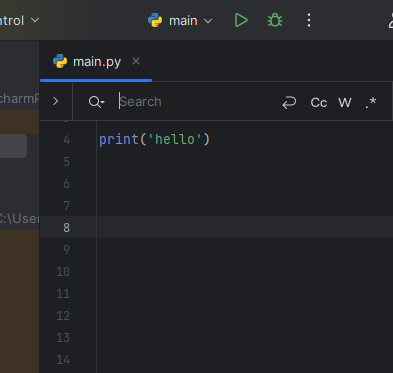 ntrol
main
main.py
charmP
Search
Cc W .*
4 print('hello')
5
6
7
C:\User
8
9
10
11
12
13
14